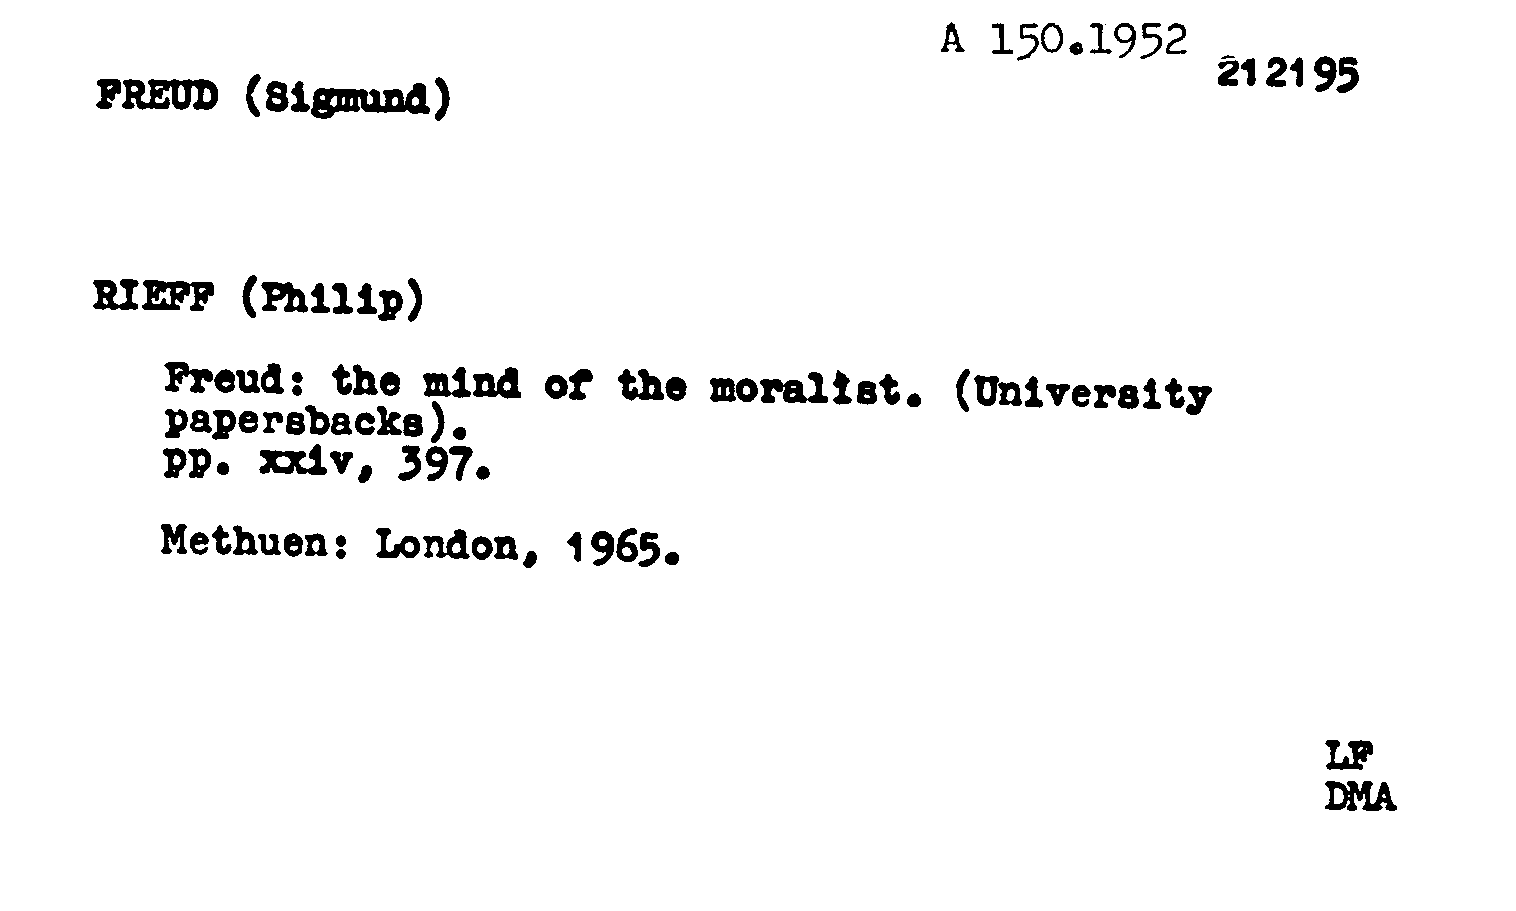 A 150.1952
212195
FREUD (Sigmund)
RIEFF (Philip)
Freud: the mind of the moralist. (University
papersbacks).
pp. xxiv, 397.
Methuen: London, 1965.
LF
DMA